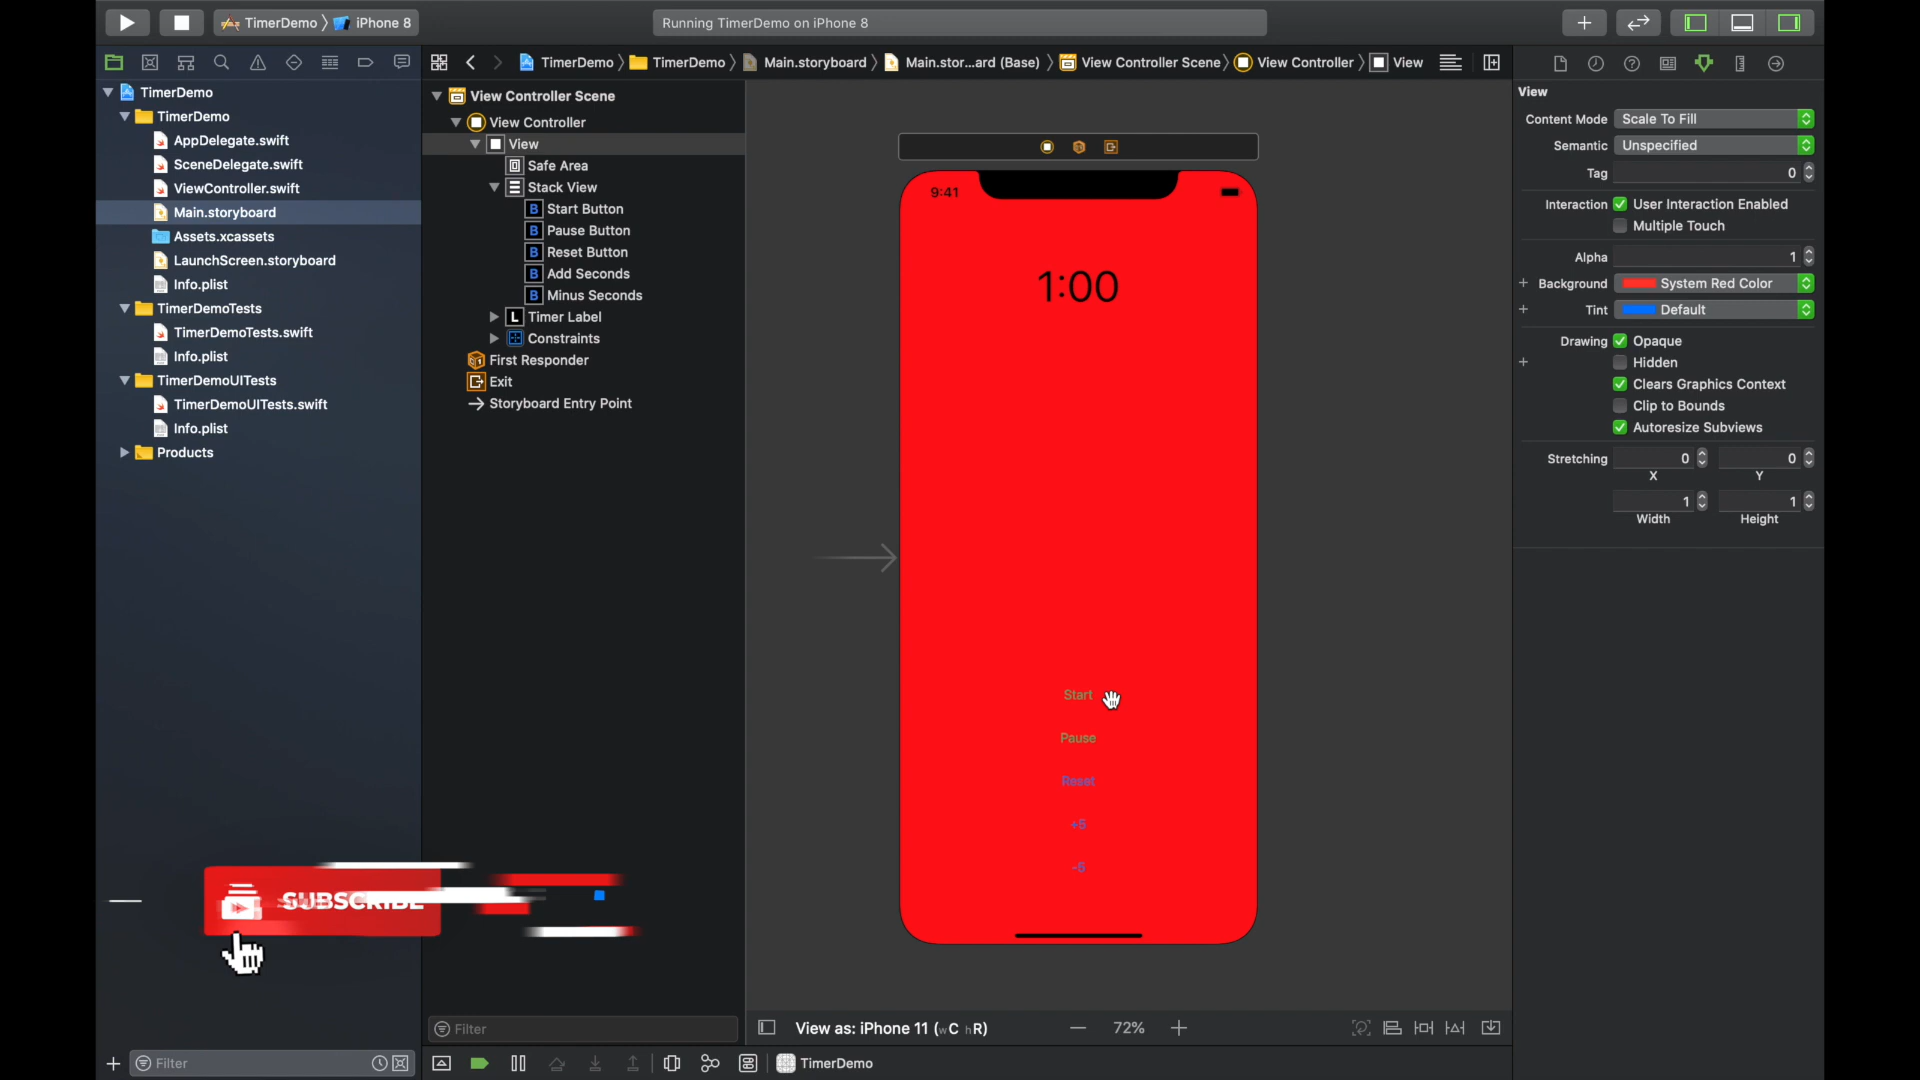 TimerDemo
iPhone 8
Running TimerDemo on iPhone 8
TimerDemo
TimerDemo
Main.storyboard
Main.stor...ard (Base)
View Controller Scene
View Controller
View
TimerDemo
TimerDemo
AppDelegate.swift
SceneDelegate.swift
ViewController.swift
Main.storyboard
Assets.xcassets
LaunchScreen.storyboard
Info.plist
TimerDemoTests
TimerDemoTests.swift
Info.plist
TimerDemoUITests
TimerDemoUITests.swift
Info.plist
Products
SUBSCRIBE
Filter
View Controller Scene
View Controller
View
Safe Area
Stack View
B Start Button
B Pause Button
B Reset Button
B Add Seconds
B Minus Seconds
L Timer Label
Constraints
First Responder
Exit
Storyboard Entry Point
Filter
9:41
1:00
Start
Pause
Reset
+5
-5
View as: iPhone 11 (wC hR)
72%
TimerDemo
View
Content Mode Scale To Fill
Semantic Unspecified
Tag 0
Interaction User Interaction Enabled
Multiple Touch
Alpha 1
Background System Red Color
Tint Default
Drawing Opaque
Hidden
Clears Graphics Context
Clip to Bounds
Autoresize Subviews
Stretching 0 0
X Y
1 1
Width Height